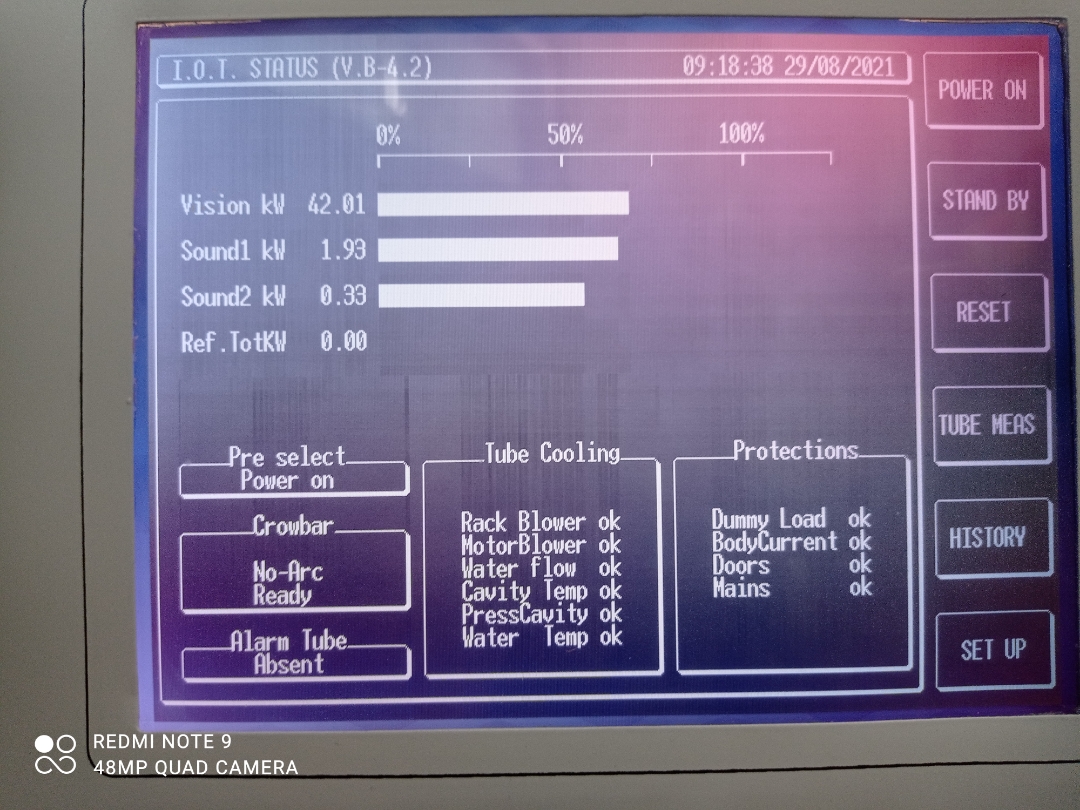 I.O.T. STATUS (V.B-4.2) 09:18:38 29/08/2021
0% 50% 100%
Vision kW 42.01
Sound1 kW 1.93
Sound2 kW 0.33
Ref.TotKW 0.00
Pre select
Power on
Crowbar
No-Arc
Ready
Alarm Tube
Absent
Tube Cooling
Rack Blower ok
MotorBlower ok
Water flow ok
Cavity Temp ok
PressCavity ok
Water Temp ok
Protections
Dummy Load ok
BodyCurrent ok
Doors ok
Mains ok
POWER ON
STAND BY
RESET
TUBE MEAS
HISTORY
SET UP
REDMI NOTE 9
48MP QUAD CAMERA